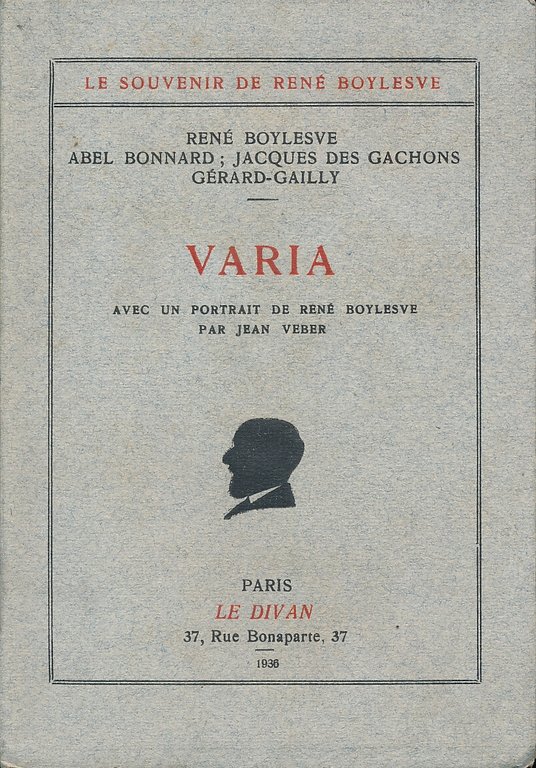 LE SOUVENIR DE RENÉ BOYLESVE
RENÉ BOYLESVE
ABEL BONNARD ; JACQUES DES GACHONS
GÉRARD-GAILLY
VARIA
AVEC UN PORTRAIT DE RENÉ BOYLESVE
PAR JEAN VEBER
PARIS
LE DIVAN
37, Rue Bonaparte, 37
1936